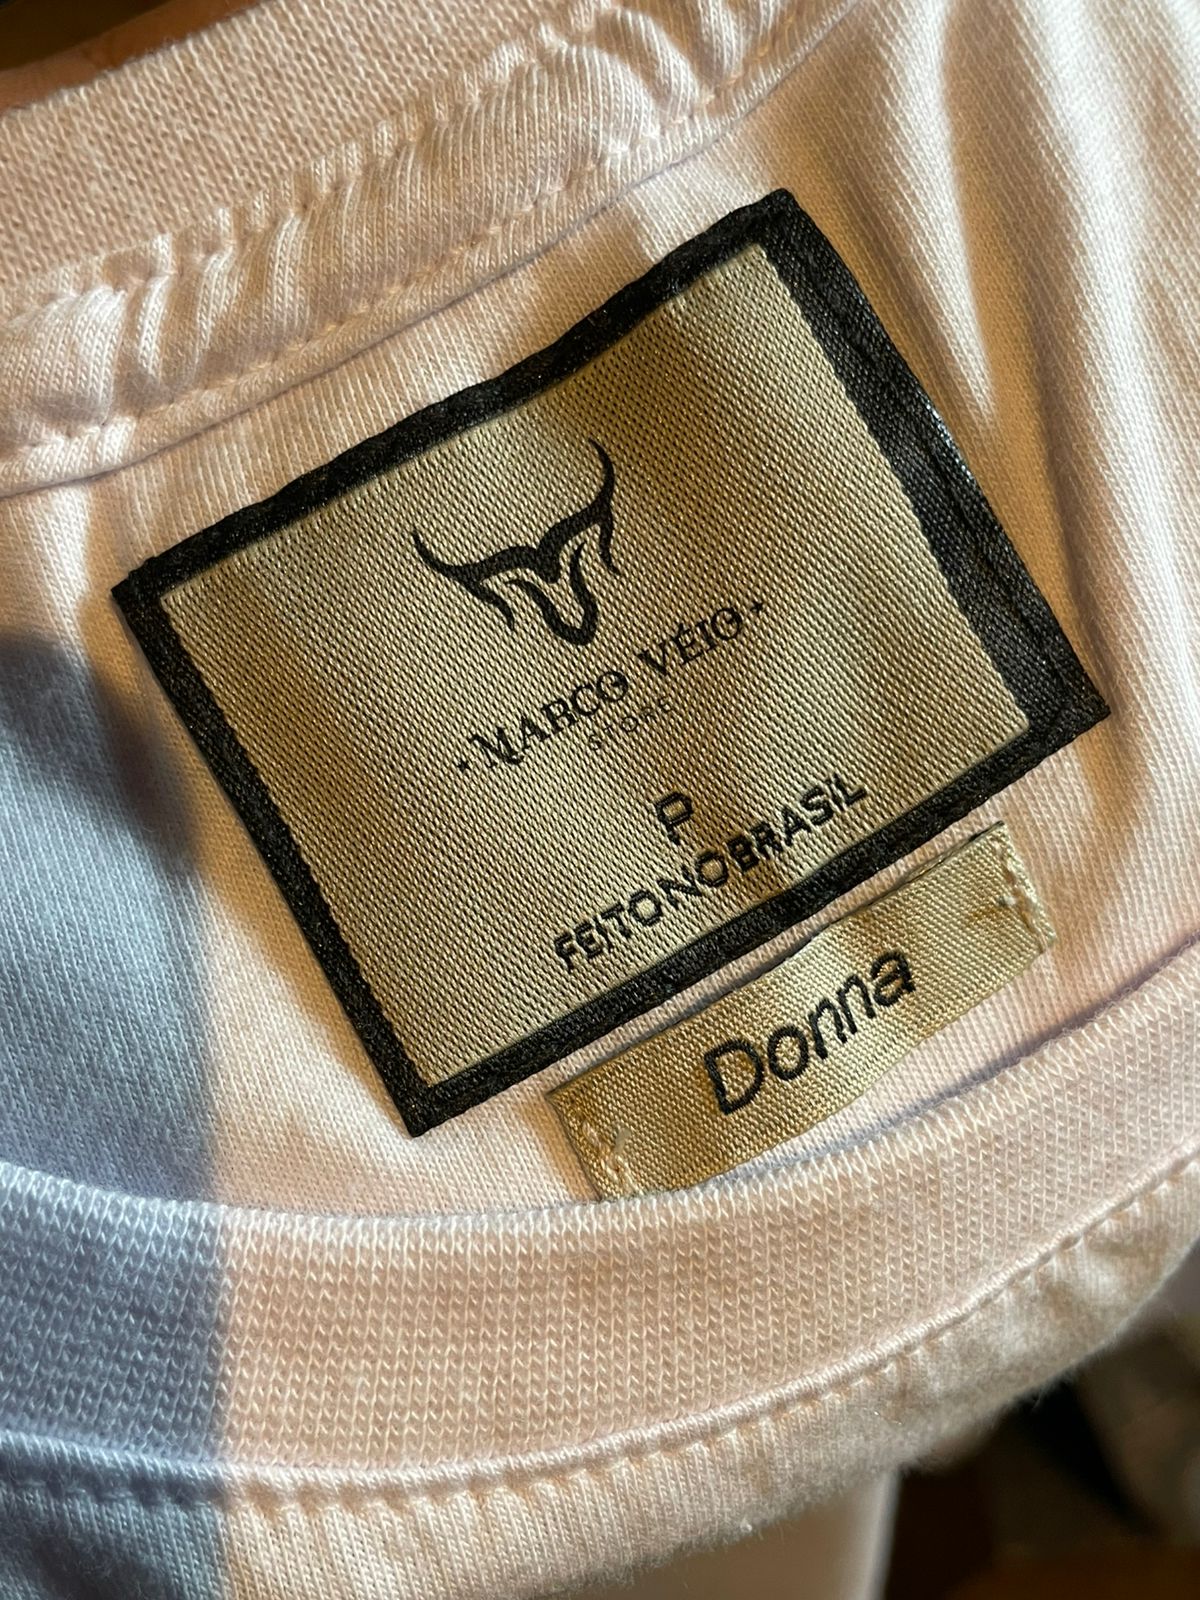 · MARCO VÉIO ·
STORE
P
FEITO NO BRASIL
Donna